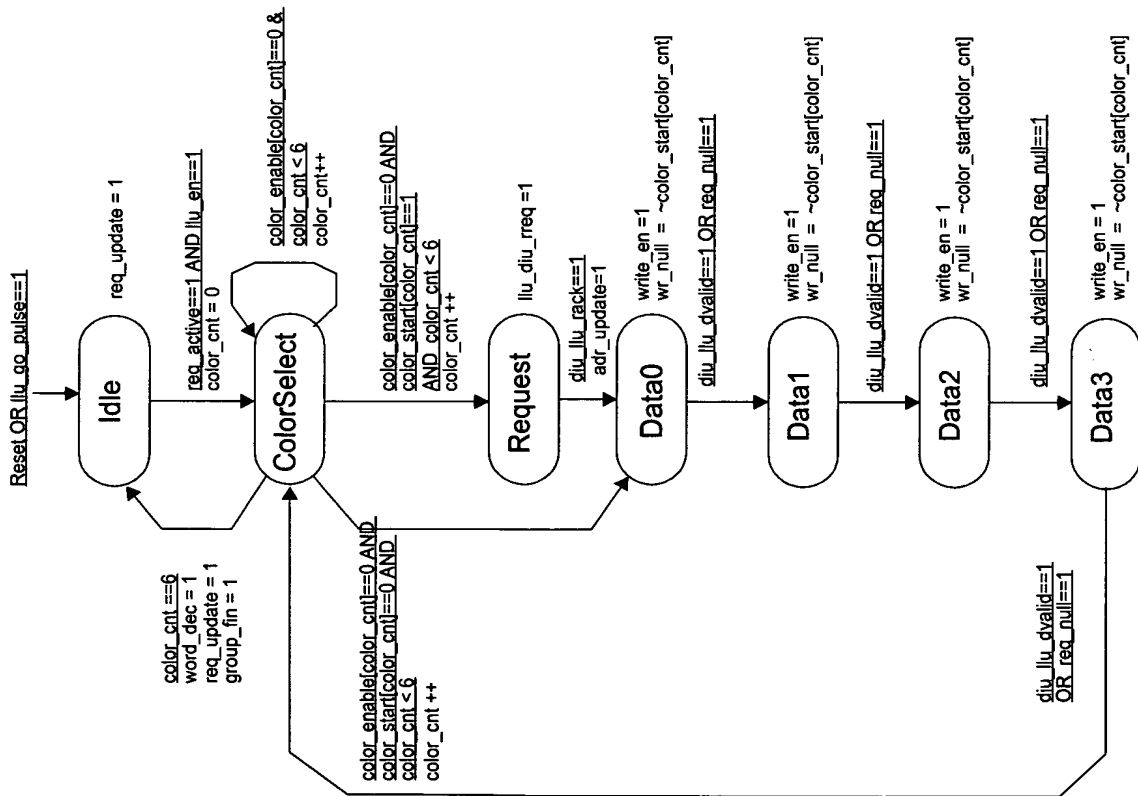 Reset OR llu_go_pulse==1
Idle
req_update = 1
req_active==1 AND llu_en==1
color_cnt = 0
color_cnt ==6
word_dec = 1
req_update = 1
group_fin = 1
ColorSelect
color_enable[color_cnt]==0 &
color_cnt < 6
color_cnt++
color_enable[color_cnt]==0 AND
color_start[color_cnt]==1
AND color_cnt < 6
color_cnt ++
color_enable[color_cnt]==0 AND
color_start[color_cnt]==0 AND
color_cnt < 6
color_cnt ++
Request
llu_diu_rreq =1
diu_llu_rack==1
adr_update=1
Data0
write_en =1
wr_null = ~color_start[color_cnt]
diu_llu_dvalid==1 OR req_null==1
Data1
write_en =1
wr_null = ~color_start[color_cnt]
diu_llu_dvalid==1 OR req_null==1
Data2
write_en =1
wr_null = ~color_start[color_cnt]
diu_llu_dvalid==1 OR req_null==1
Data3
write_en =1
wr_null = ~color_start[color_cnt]
diu_llu_dvalid==1
OR req_null==1